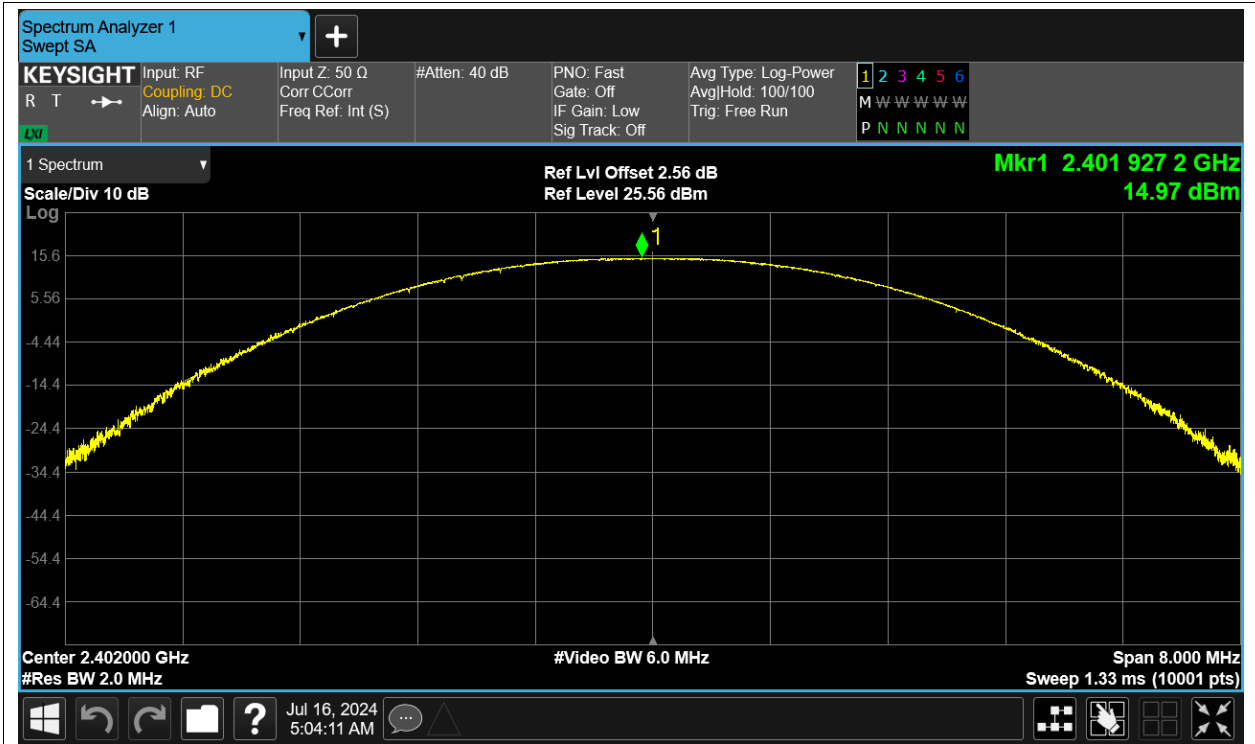 Spectrum Analyzer 1
Swept SA
KEYSIGHT
R T
LXI
Input: RF
Coupling: DC
Align: Auto
Input Z: 50 Ω
Corr CCorr
Freq Ref: Int (S)
#Atten: 40 dB
PNO: Fast
Gate: Off
IF Gain: Low
Sig Track: Off
Avg Type: Log-Power
Avg|Hold: 100/100
Trig: Free Run
1 2 3 4 5 6
M W W W W W
P N N N N N
1 Spectrum
Scale/Div 10 dB
Log
Ref Lvl Offset 2.56 dB
Ref Level 25.56 dBm
Mkr1 2.401 927 2 GHz
14.97 dBm
1
15.6
5.56
-4.44
-14.4
-24.4
-34.4
-44.4
-54.4
-64.4
Center 2.402000 GHz
#Res BW 2.0 MHz
#Video BW 6.0 MHz
Span 8.000 MHz
Sweep 1.33 ms (10001 pts)
?
Jul 16, 2024
5:04:11 AM